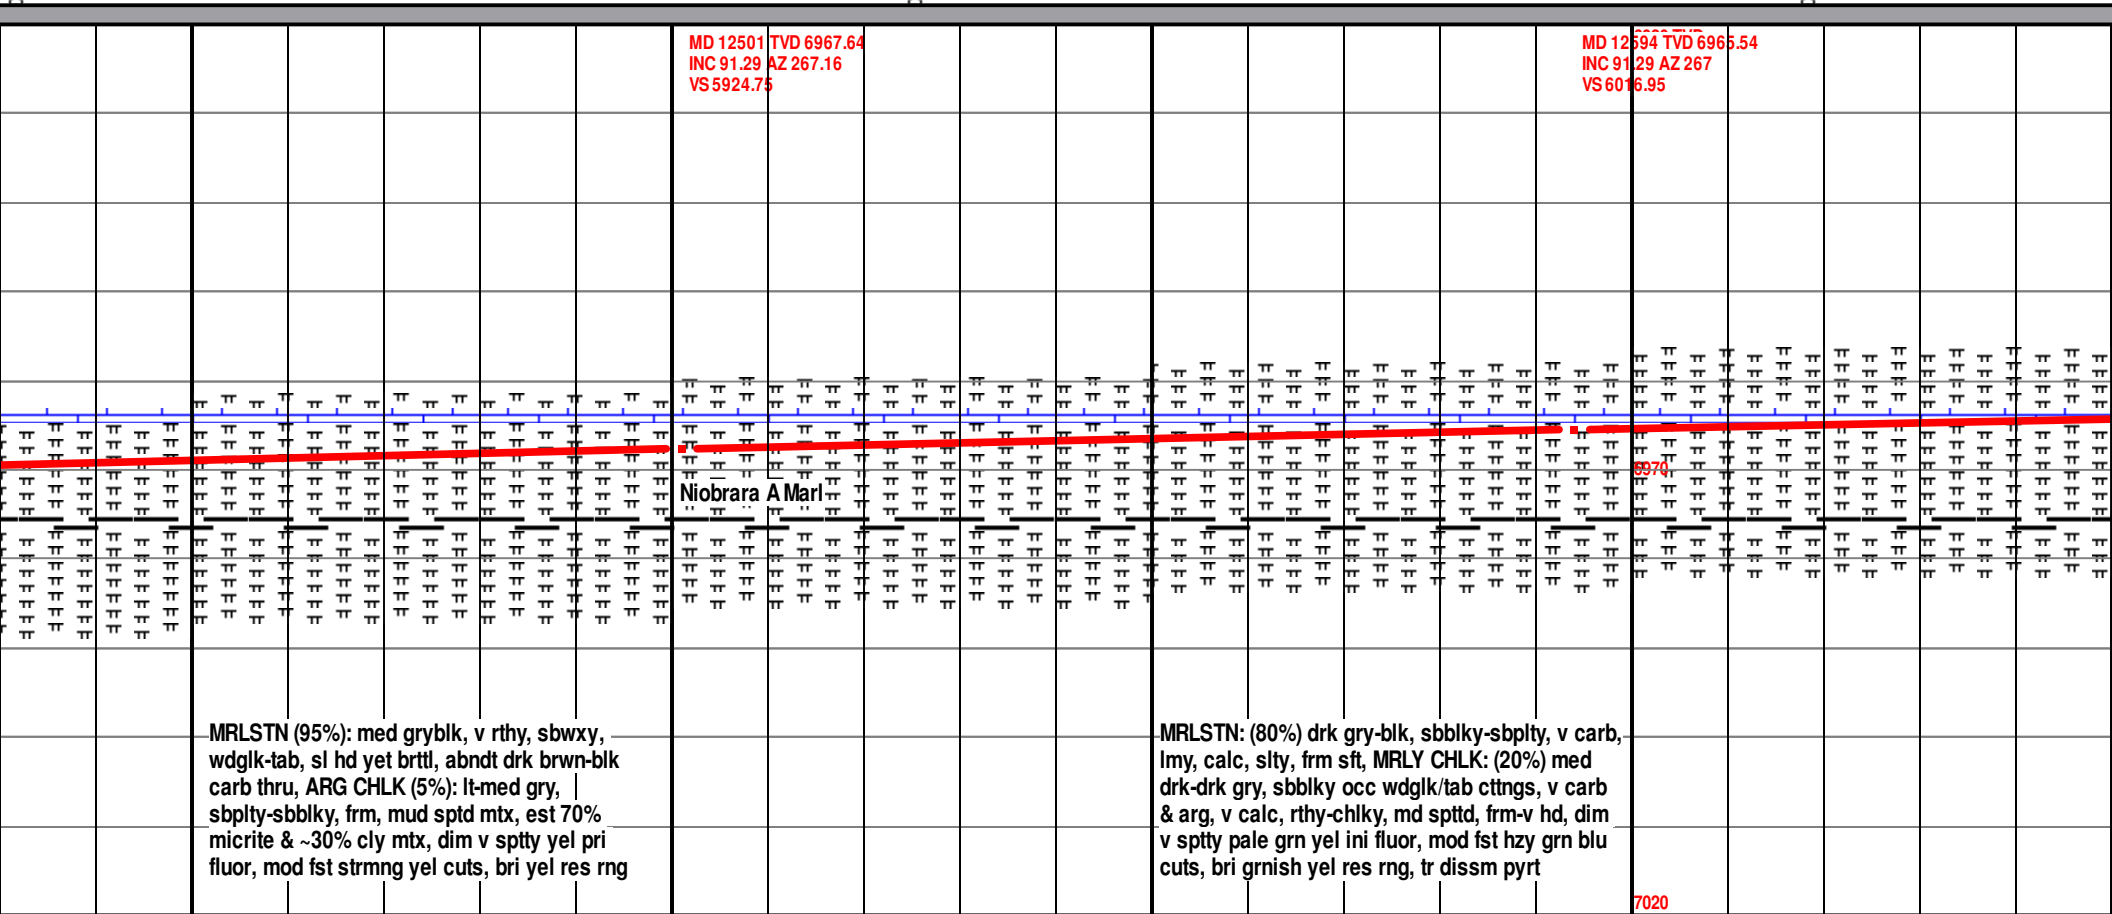 MD 12501 TVD 6967.64
INC 91.29 AZ 267.16
VS 5924.75
MD 12594 TVD 6965.54
INC 91.29 AZ 267
VS 6016.95
6970
Niobrara A Marl
MRLSTN (95%): med gryblk, v rthy, sbwxy,
wdglk-tab, sl hd yet brttl, abndt drk brwn-blk
carb thru, ARG CHLK (5%): lt-med gry,
sbplty-sbblky, frm, mud sptd mtx, est 70%
micrite & ~30% cly mtx, dim v sptty yel pri
fluor, mod fst strmng yel cuts, bri yel res rng
MRLSTN: (80%) drk gry-blk, sbblky-sbplty, v carb,
lmy, calc, slty, frm sft, MRLY CHLK: (20%) med
drk-drk gry, sbblky occ wdglk/tab cttngs, v carb
& arg, v calc, rthy-chlky, md spttd, frm-v hd, dim
v sptty pale grn yel ini fluor, mod fst hzy grn blu
cuts, bri grnish yel res rng, tr dissm pyrt
7020